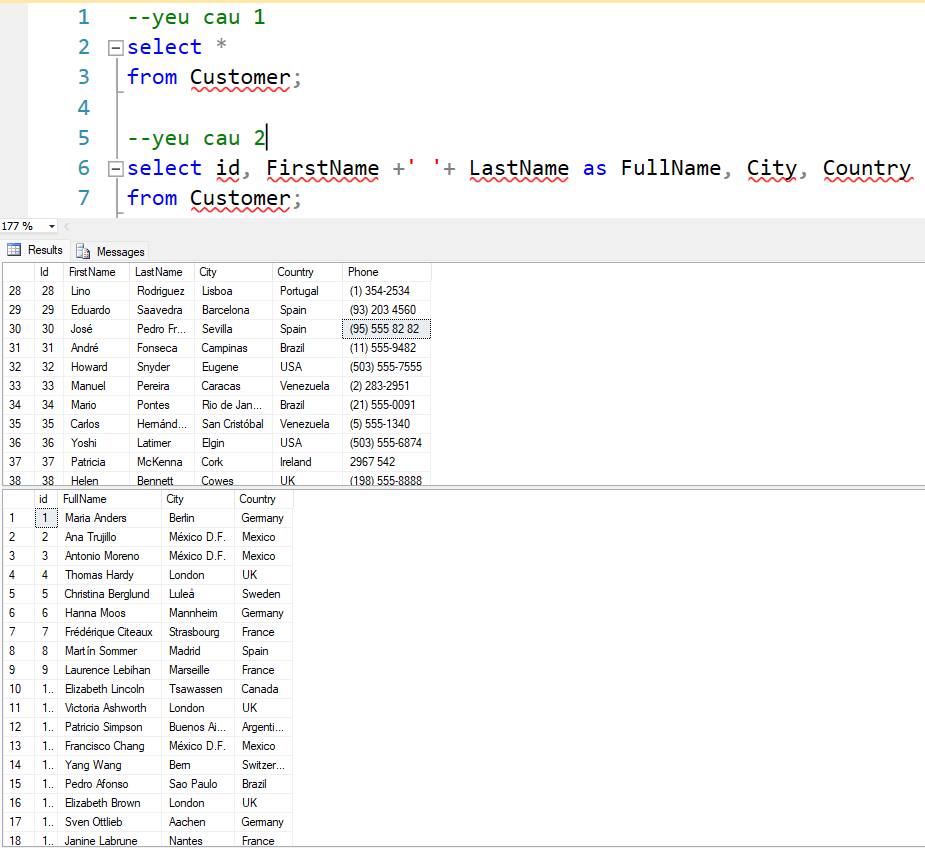 1 --yeu cau 1
2 select *
3 from Customer;
4
5 --yeu cau 2
6 select id, FirstName +' '+ LastName as FullName, City, Country
7 from Customer;
177 %
Results Messages
Id FirstName LastName City Country Phone
28 28 Lino Rodriguez Lisboa Portugal (1) 354-2534
29 29 Eduardo Saavedra Barcelona Spain (93) 203 4560
30 30 José Pedro Fr... Sevilla Spain (95) 555 82 82
31 31 André Fonseca Campinas Brazil (11) 555-9482
32 32 Howard Snyder Eugene USA (503) 555-7555
33 33 Manuel Pereira Caracas Venezuela (2) 283-2951
34 34 Mario Pontes Rio de Jan... Brazil (21) 555-0091
35 35 Carlos Hernánd... San Cristóbal Venezuela (5) 555-1340
36 36 Yoshi Latimer Elgin USA (503) 555-6874
37 37 Patricia McKenna Cork Ireland 2967 542
38 38 Helen Bennett Cowes UK (198) 555-8888
id FullName City Country
1 1 Maria Anders Berlin Germany
2 2 Ana Trujillo México D.F. Mexico
3 3 Antonio Moreno México D.F. Mexico
4 4 Thomas Hardy London UK
5 5 Christina Berglund Luleå Sweden
6 6 Hanna Moos Mannheim Germany
7 7 Frédérique Citeaux Strasbourg France
8 8 Martín Sommer Madrid Spain
9 9 Laurence Lebihan Marseille France
10 1.. Elizabeth Lincoln Tsawassen Canada
11 1.. Victoria Ashworth London UK
12 1.. Patricio Simpson Buenos Ai... Argenti...
13 1.. Francisco Chang México D.F. Mexico
14 1.. Yang Wang Bern Switzer...
15 1.. Pedro Afonso Sao Paulo Brazil
16 1.. Elizabeth Brown London UK
17 1.. Sven Ottlieb Aachen Germany
18 1.. Janine Labrune Nantes France